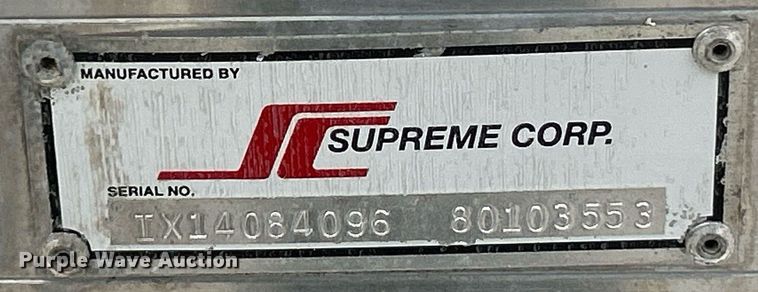 MANUFACTURED BY
SUPREME CORP.
SERIAL NO.
IX14084096 80103553
Purple Wave Auction